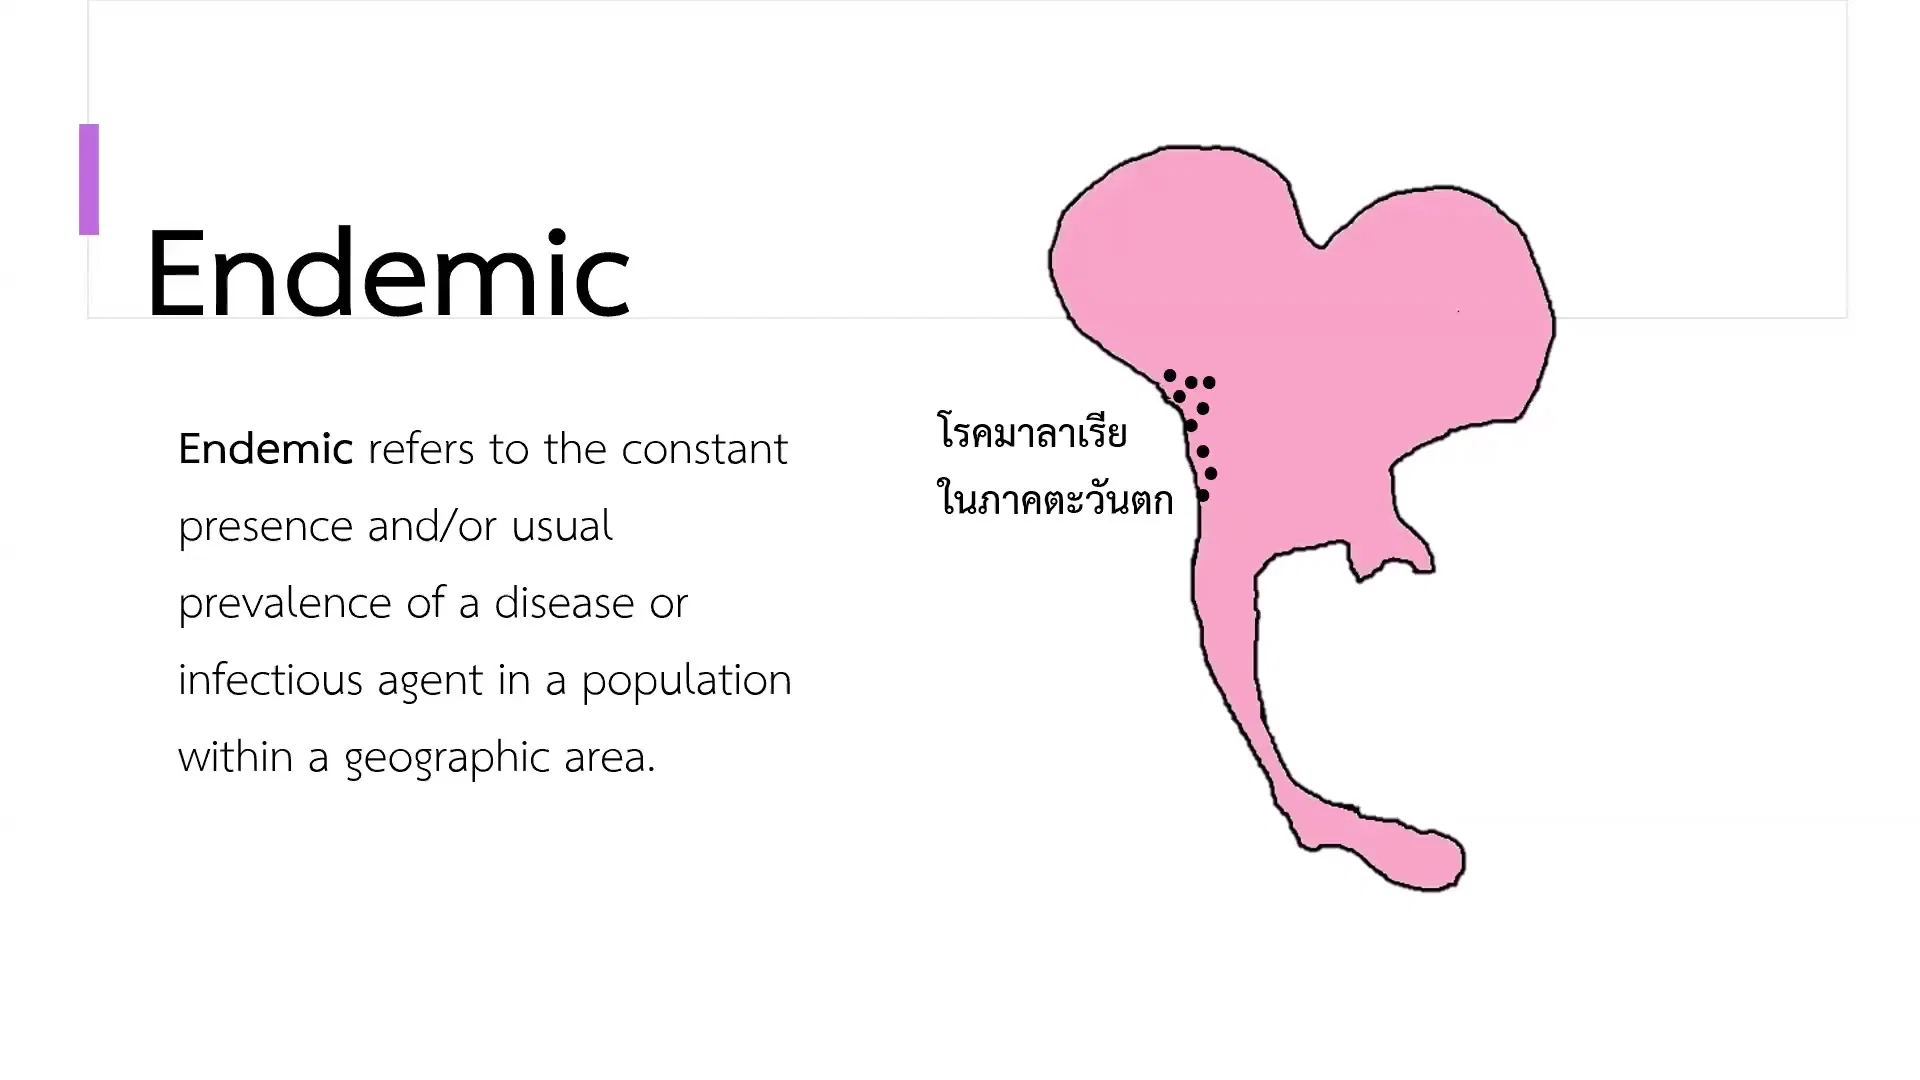 Endemic
Endemic refers to the constant
presence and/or usual
prevalence of a disease or
infectious agent in a population
within a geographic area.
โรคมาลาเรีย
ในภาคตะวันตก